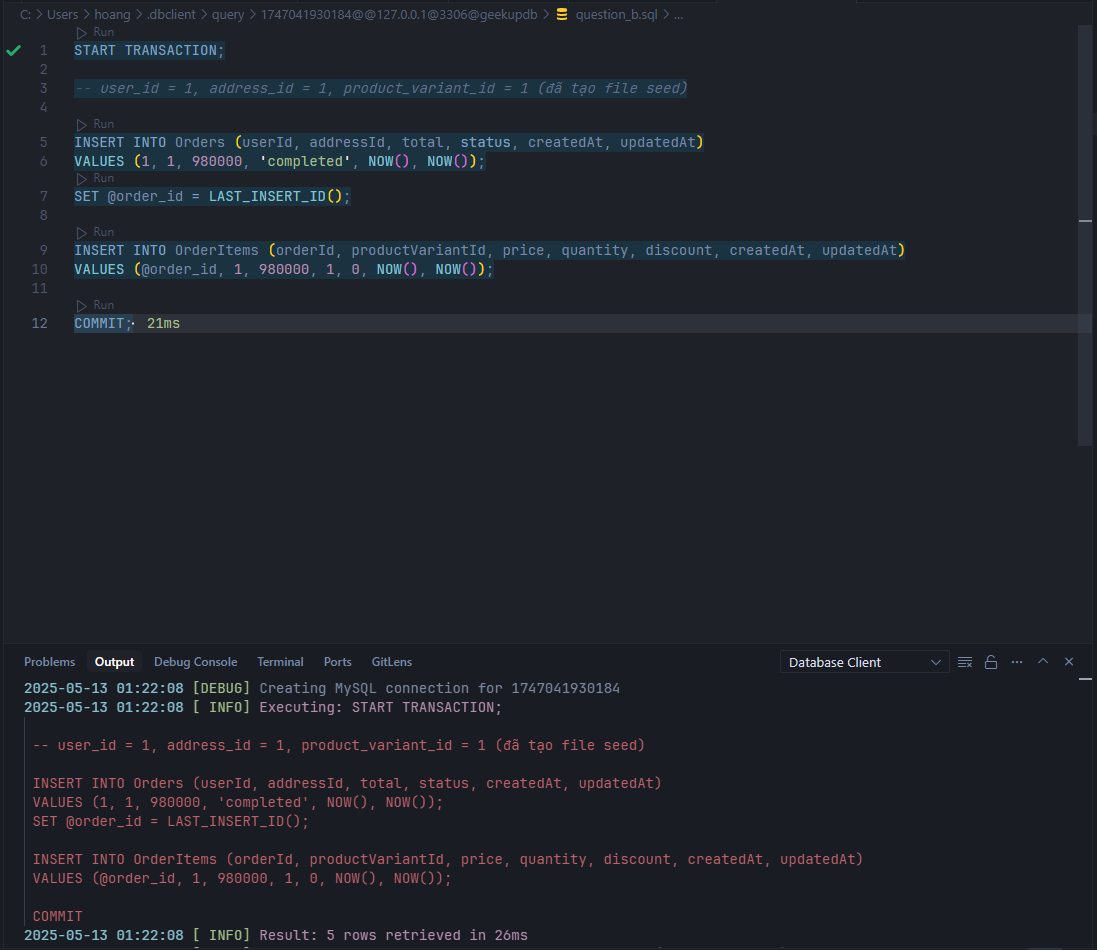 C: > Users > hoang > .dbclient > query > 1747041930184@@127.0.0.1@3306@geekupdb > question_b.sql > ...
Run
1 START TRANSACTION;
2
3 -- user_id = 1, address_id = 1, product_variant_id = 1 (đã tạo file seed)
4
Run
5 INSERT INTO Orders (userId, addressId, total, status, createdAt, updatedAt)
6 VALUES (1, 1, 980000, 'completed', NOW(), NOW());
Run
7 SET @order_id = LAST_INSERT_ID();
8
Run
9 INSERT INTO OrderItems (orderId, productVariantId, price, quantity, discount, createdAt, updatedAt)
10 VALUES (@order_id, 1, 980000, 1, 0, NOW(), NOW());
11
Run
12 COMMIT; 21ms
Problems Output Debug Console Terminal Ports GitLens Database Client
2025-05-13 01:22:08 [DEBUG] Creating MySQL connection for 1747041930184
2025-05-13 01:22:08 [ INFO] Executing: START TRANSACTION;
-- user_id = 1, address_id = 1, product_variant_id = 1 (đã tạo file seed)
INSERT INTO Orders (userId, addressId, total, status, createdAt, updatedAt)
VALUES (1, 1, 980000, 'completed', NOW(), NOW());
SET @order_id = LAST_INSERT_ID();
INSERT INTO OrderItems (orderId, productVariantId, price, quantity, discount, createdAt, updatedAt)
VALUES (@order_id, 1, 980000, 1, 0, NOW(), NOW());
COMMIT
2025-05-13 01:22:08 [ INFO] Result: 5 rows retrieved in 26ms